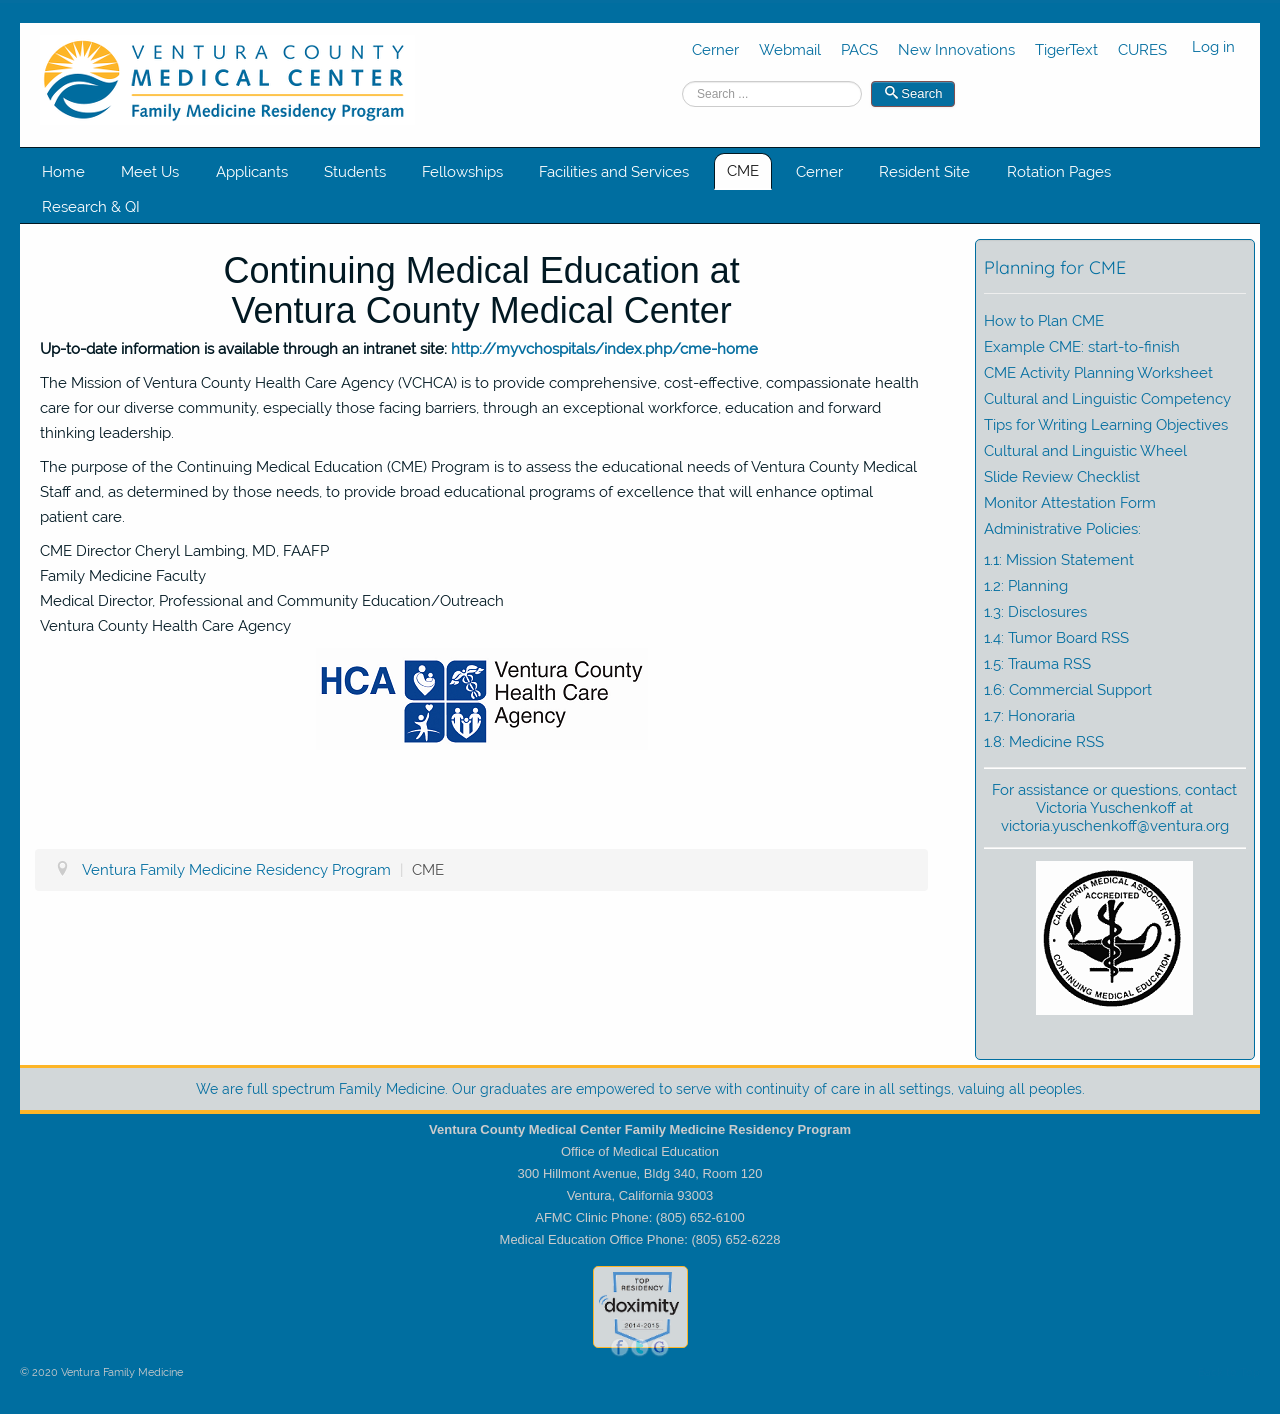 VENTURA COUNTY
MEDICAL CENTER
Family Medicine Residency Program
Cerner Webmail PACS New Innovations TigerText CURES Log in
Search ... Search
Home Meet Us Applicants Students Fellowships Facilities and Services CME Cerner Resident Site Rotation Pages
Research & QI
Continuing Medical Education at
Ventura County Medical Center
Up-to-date information is available through an intranet site: http://myvchospitals/index.php/cme-home
The Mission of Ventura County Health Care Agency (VCHCA) is to provide comprehensive, cost-effective, compassionate health
care for our diverse community, especially those facing barriers, through an exceptional workforce, education and forward
thinking leadership.
The purpose of the Continuing Medical Education (CME) Program is to assess the educational needs of Ventura County Medical
Staff and, as determined by those needs, to provide broad educational programs of excellence that will enhance optimal
patient care.
CME Director Cheryl Lambing, MD, FAAFP
Family Medicine Faculty
Medical Director, Professional and Community Education/Outreach
Ventura County Health Care Agency
HCA Ventura County
Health Care
Agency
Ventura Family Medicine Residency Program | CME
Planning for CME
How to Plan CME
Example CME: start-to-finish
CME Activity Planning Worksheet
Cultural and Linguistic Competency
Tips for Writing Learning Objectives
Cultural and Linguistic Wheel
Slide Review Checklist
Monitor Attestation Form
Administrative Policies:
1.1: Mission Statement
1.2: Planning
1.3: Disclosures
1.4: Tumor Board RSS
1.5: Trauma RSS
1.6: Commercial Support
1.7: Honoraria
1.8: Medicine RSS
For assistance or questions, contact
Victoria Yuschenkoff at
victoria.yuschenkoff@ventura.org
CALIFORNIA MEDICAL ASSOCIATION
ACCREDITED
CONTINUING MEDICAL EDUCATION
We are full spectrum Family Medicine. Our graduates are empowered to serve with continuity of care in all settings, valuing all peoples.
Ventura County Medical Center Family Medicine Residency Program
Office of Medical Education
300 Hillmont Avenue, Bldg 340, Room 120
Ventura, California 93003
AFMC Clinic Phone: (805) 652-6100
Medical Education Office Phone: (805) 652-6228
TOP
RESIDENCY
doximity
2014-2015
f G
© 2020 Ventura Family Medicine